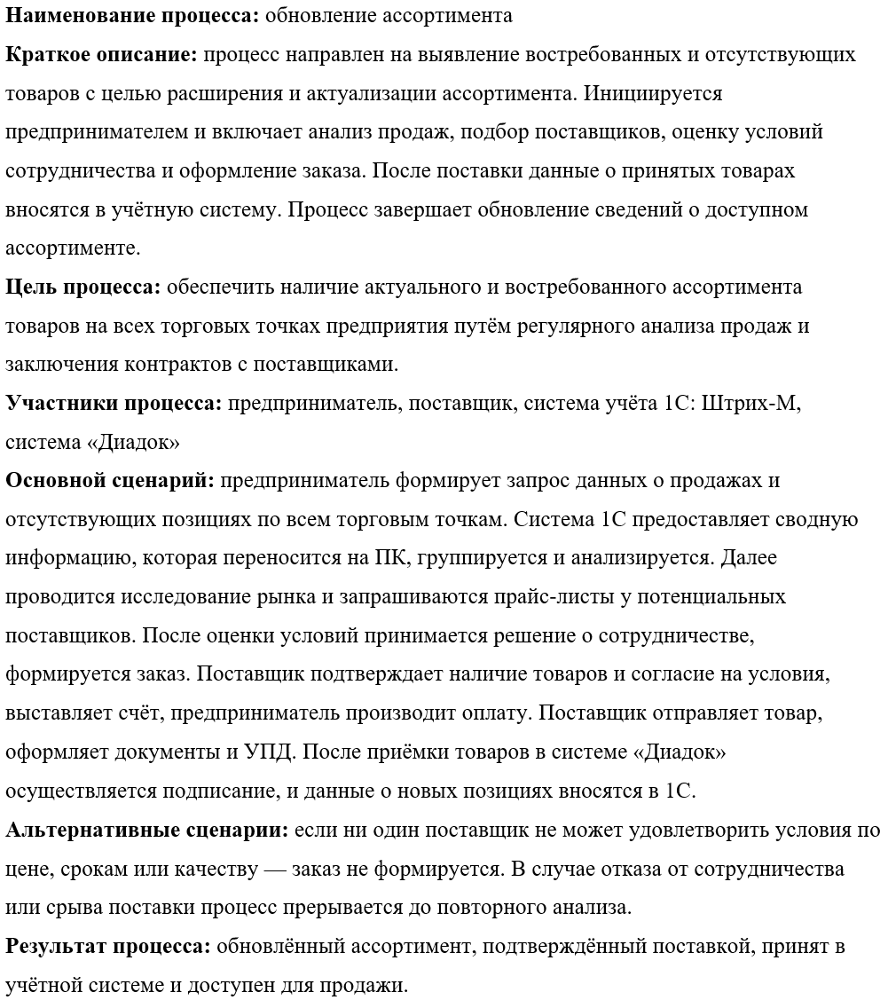 Наименование процесса: обновление ассортимента
Краткое описание: процесс направлен на выявление востребованных и отсутствующих
товаров с целью расширения и актуализации ассортимента. Инициируется
предпринимателем и включает анализ продаж, подбор поставщиков, оценку условий
сотрудничества и оформление заказа. После поставки данные о принятых товарах
вносятся в учётную систему. Процесс завершает обновление сведений о доступном
ассортименте.
Цель процесса: обеспечить наличие актуального и востребованного ассортимента
товаров на всех торговых точках предприятия путём регулярного анализа продаж и
заключения контрактов с поставщиками.
Участники процесса: предприниматель, поставщик, система учёта 1С: Штрих-М,
система «Диадок»
Основной сценарий: предприниматель формирует запрос данных о продажах и
отсутствующих позициях по всем торговым точкам. Система 1С предоставляет сводную
информацию, которая переносится на ПК, группируется и анализируется. Далее
проводится исследование рынка и запрашиваются прайс-листы у потенциальных
поставщиков. После оценки условий принимается решение о сотрудничестве,
формируется заказ. Поставщик подтверждает наличие товаров и согласие на условия,
выставляет счёт, предприниматель производит оплату. Поставщик отправляет товар,
оформляет документы и УПД. После приёмки товаров в системе «Диадок»
осуществляется подписание, и данные о новых позициях вносятся в 1С.
Альтернативные сценарии: если ни один поставщик не может удовлетворить условия по
цене, срокам или качеству — заказ не формируется. В случае отказа от сотрудничества
или срыва поставки процесс прерывается до повторного анализа.
Результат процесса: обновлённый ассортимент, подтверждённый поставкой, принят в
учётной системе и доступен для продажи.